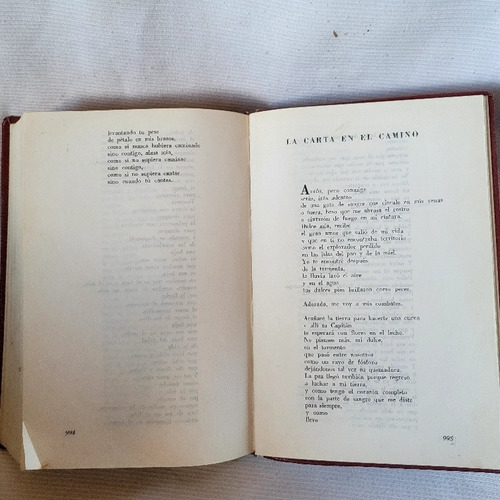 levantando tu peso
de pétalo en mis brazos,
como si nunca hubiera caminado
sino contigo, alma mía,
como si no supiera caminar
sino contigo,
como si no supiera cantar
sino cuando tú cantas.
994
LA CARTA EN EL CAMINO
ADIÓS, pero conmigo
serás, irás adentro
de una gota de sangre que circule en mis venas
o fuera, beso que me abrasa el rostro
o cinturón de fuego en mi cintura.
Dulce mía, recibe
el gran amor que salió de mi vida
y que en ti no encontraba territorio
como el explorador perdido
en las islas del pan y de la miel.
Yo te encontré después
de la tormenta,
la lluvia lavó el aire
y en el agua
tus dulces pies brillaron como peces.
Adorada, me voy a mis combates.
Arañaré la tierra para hacerte una cueva
y allí tu Capitán
te esperará con flores en el lecho.
No pienses más, mi dulce,
en el tormento
que pasó entre nosotros
como un rayo de fósforo
dejándonos tal vez su quemadura.
La paz llegó también porque regreso
a luchar a mi tierra,
y como tengo el corazón completo
con la parte de sangre que me diste
para siempre,
y como
llevo
995